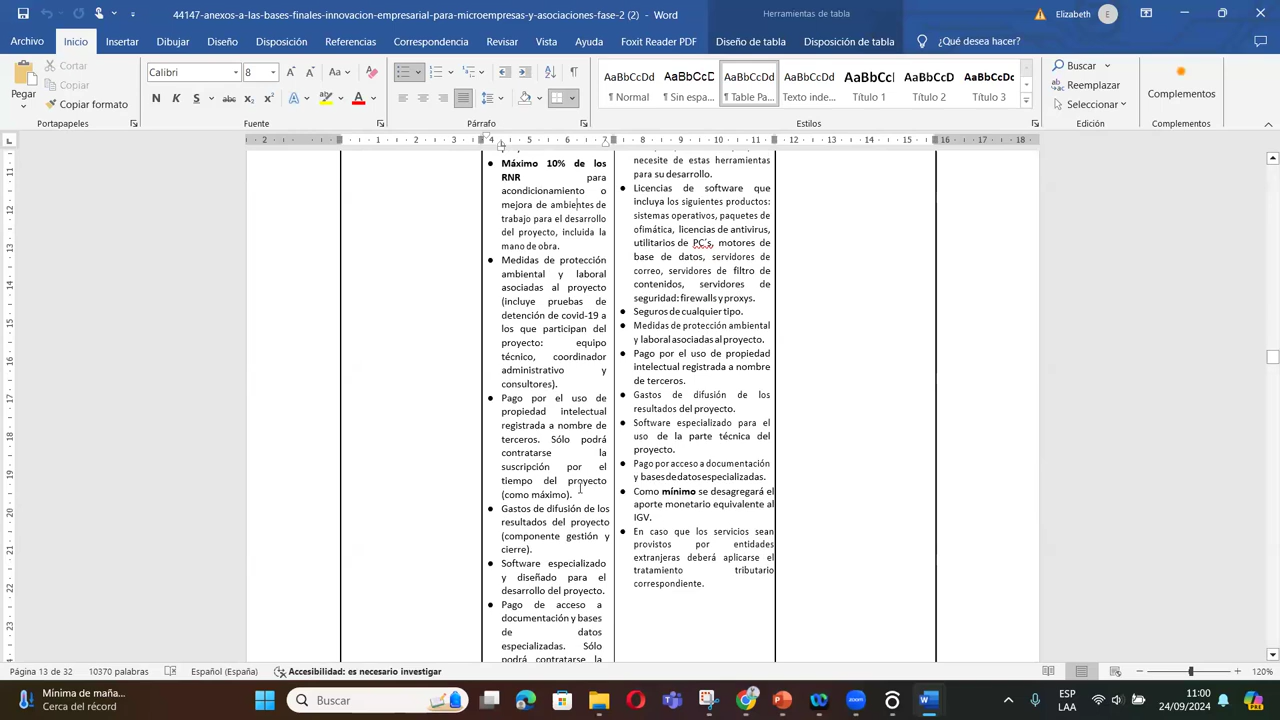 44147-anexos-a-las-bases-finales-innovacion-empresarial-para-microempresas-y-asociaciones-fase-2 (2) - Word
Herramientas de tabla
Elizabeth
E
Archivo
Inicio
Insertar
Dibujar
Diseño
Disposición
Referencias
Correspondencia
Revisar
Vista
Ayuda
Foxit Reader PDF
Diseño de tabla
Disposición de tabla
¿Qué desea hacer?
Pegar
Cortar
Copiar
Copiar formato
Portapapeles
Calibri
8
Fuente
Párrafo
AaBbCcDd
¶ Normal
AaBbCcD
¶ Sin espa...
AaBbCcDd
¶ Table Pa...
AaBbCcDd
Texto inde...
AaBbCc
Título 1
AaBbCcD
Título 2
AaBbCcDc
Título 3
Estilos
Buscar
Reemplazar
Seleccionar
Edición
Complementos
Complementos
● Máximo 10% de los
RNR para
acondicionamiento o
mejora de ambientes de
trabajo para el desarrollo
del proyecto, incluida la
mano de obra.
● Medidas de protección
ambiental y laboral
asociadas al proyecto
(incluye pruebas de
detención de covid-19 a
los que participan del
proyecto: equipo
técnico, coordinador
administrativo y
consultores).
● Pago por el uso de
propiedad intelectual
registrada a nombre de
terceros. Sólo podrá
contratarse la
suscripción por el
tiempo del proyecto
(como máximo).
● Gastos de difusión de los
resultados del proyecto
(componente gestión y
cierre).
● Software especializado
y diseñado para el
desarrollo del proyecto.
● Pago de acceso a
documentación y bases
de datos
especializadas. Sólo
podrá contratarse la
necesite de estas herramientas
para su desarrollo.
● Licencias de software que
incluya los siguientes productos:
sistemas operativos, paquetes de
ofimática, licencias de antivirus,
utilitarios de PC´s, motores de
base de datos, servidores de
correo, servidores de filtro de
contenidos, servidores de
seguridad: firewalls y proxys.
● Seguros de cualquier tipo.
● Medidas de protección ambiental
y laboral asociadas al proyecto.
● Pago por el uso de propiedad
intelectual registrada a nombre
de terceros.
● Gastos de difusión de los
resultados del proyecto.
● Software especializado para el
uso de la parte técnica del
proyecto.
● Pago por acceso a documentación
y bases de datos especializadas.
● Como mínimo se desagregará el
aporte monetario equivalente al
IGV.
● En caso que los servicios sean
provistos por entidades
extranjeras deberá aplicarse el
tratamiento tributario
correspondiente.
Página 13 de 32
10370 palabras
Español (España)
Accesibilidad: es necesario investigar
120%
Mínima de maña...
Cerca del récord
Buscar
ESP
LAA
11:00
24/09/2024